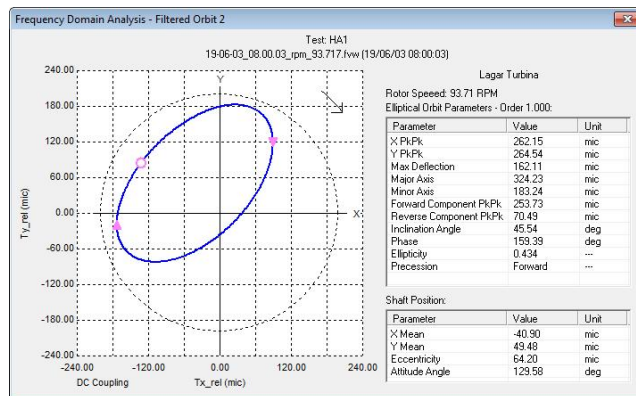 Frequency Domain Analysis - Filtered Orbit 2
Test: HA1
19-06-03_08.00.03_rpm_93.717.fvw (19/06/03 08:00:03)
240.00
180.00
120.00
60.00
0.00
-60.00
-120.00
-180.00
-240.00
Ty_rel (mic)
Y
X
-240.00 -120.00 0.00 120.00 240.00
DC Coupling Tx_rel (mic)
Lagar Turbina
Rotor Speeed: 93.71 RPM
Elliptical Orbit Parameters - Order 1.000:
Parameter Value Unit
X PkPk 262.15 mic
Y PkPk 264.54 mic
Max Deflection 162.11 mic
Major Axis 324.23 mic
Minor Axis 183.24 mic
Forward Component PkPk 253.73 mic
Reverse Component PkPk 70.49 mic
Inclination Angle 45.54 deg
Phase 159.39 deg
Ellipticity 0.434 ---
Precession Forward ---
Shaft Position:
Parameter Value Unit
X Mean -40.90 mic
Y Mean 49.48 mic
Eccentricity 64.20 mic
Attitude Angle 129.58 deg